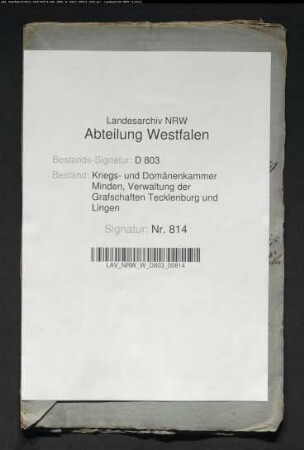 Landesarchiv NRW
Abteilung Westfalen
Bestands-Signatur: D 803
Bestand: Kriegs- und Domänenkammer
Minden, Verwaltung der
Grafschaften Tecklenburg und
Lingen
Signatur: Nr. 814
LAV_NRW_W_D803_00814